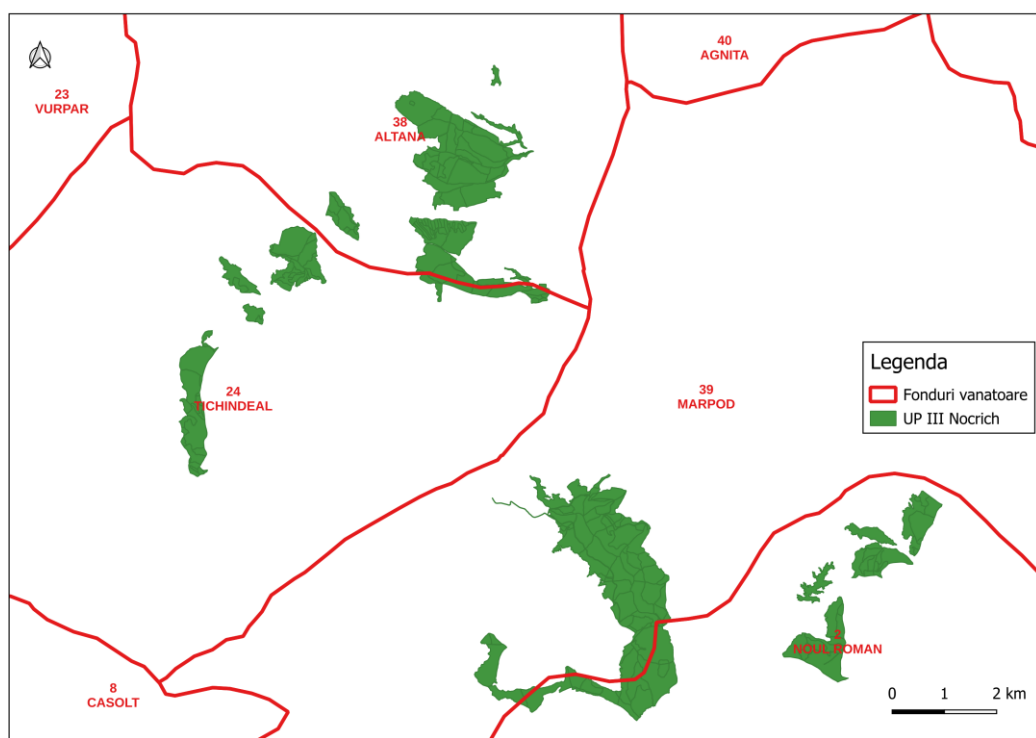 40
AGNITA
23
VURPAR
38
ALTANA
24
TICHINDEAL
39
MARPOD
Legenda
Fonduri vanatoare
UP III Nocrich
2
NOUL ROMAN
8
CASOLT
0 1 2 km